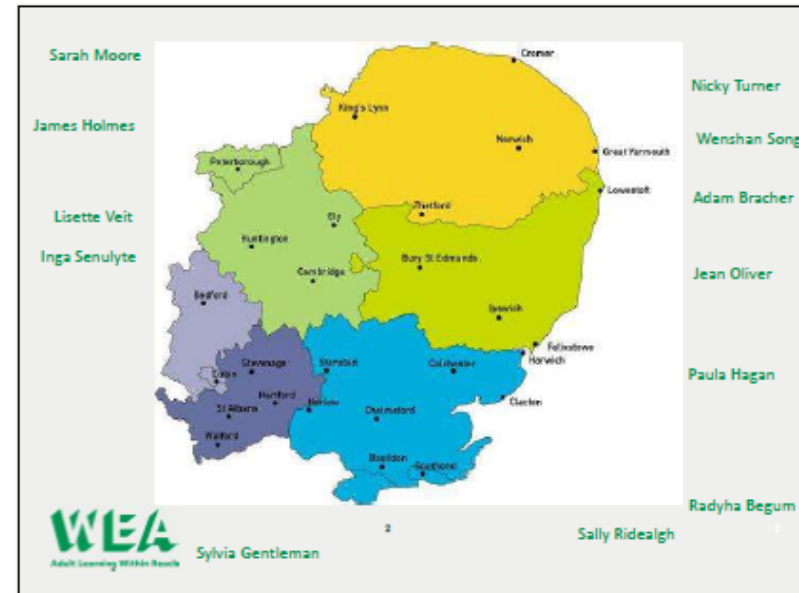 Sarah Moore
Cromer
Nicky Turner
King's Lynn
James Holmes
Norwich
Wenshan Song
Great Yarmouth
Peterborough
Lowestoft
Adam Bracher
Thetford
Lisette Veit
Ely
Huntington
Inga Senulyte
Bury St Edmunds
Cambridge
Jean Oliver
Bedford
Ipswich
Felixstowe
Harwich
Stevenage
Stansted
Colchester
Paula Hagan
Luton
Hertford
Harlow
Clacton
St Albans
Chelmsford
Watford
Basildon
Southend
Radyha Begum
WEA
Adult Learning Within Reach
2
Sally Ridealgh
Sylvia Gentleman